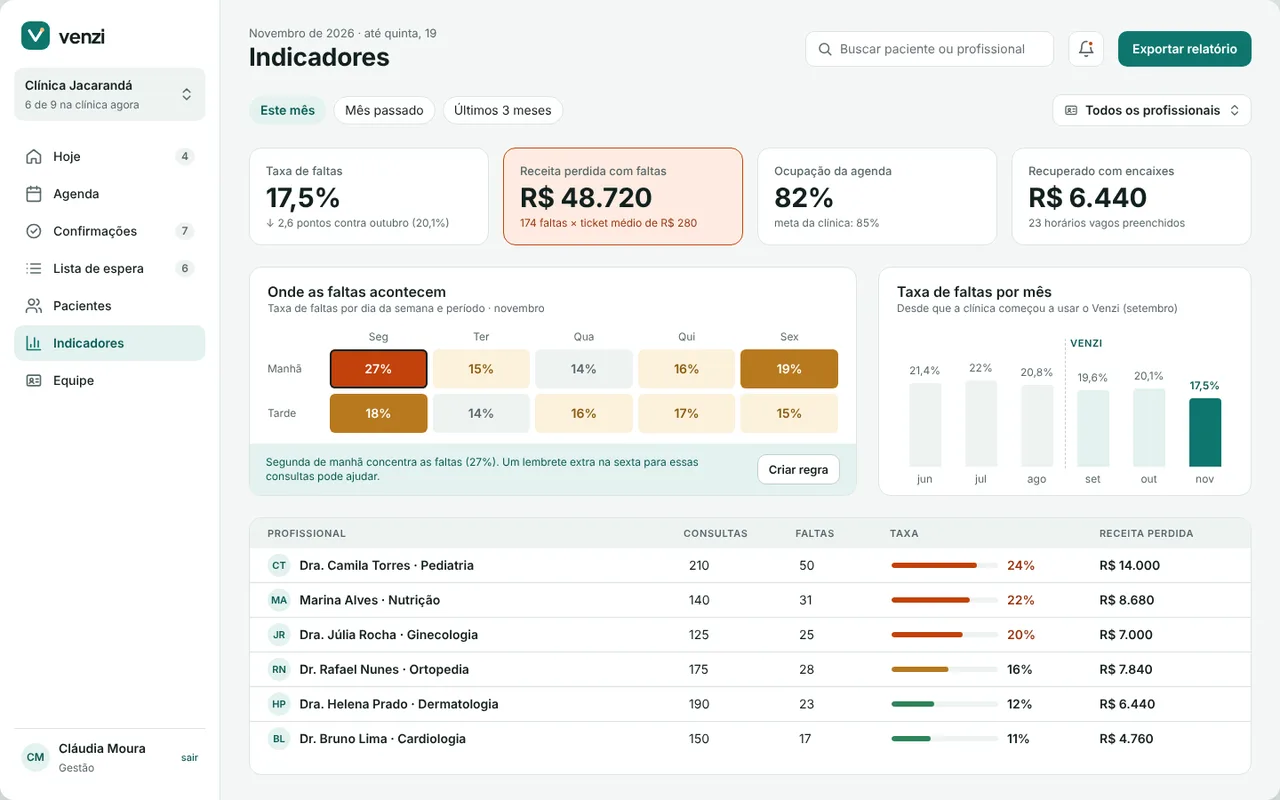 venzi
Clínica Jacarandá
6 de 9 na clínica agora
Hoje 4
Agenda
Confirmações 7
Lista de espera 6
Pacientes
Indicadores
Equipe
CM
Cláudia Moura
Gestão
sair
Novembro de 2026 · até quinta, 19
Indicadores
Buscar paciente ou profissional
Exportar relatório
Este mês
Mês passado
Últimos 3 meses
Todos os profissionais
Taxa de faltas
17,5%
↓ 2,6 pontos contra outubro (20,1%)
Receita perdida com faltas
R$ 48.720
174 faltas × ticket médio de R$ 280
Ocupação da agenda
82%
meta da clínica: 85%
Recuperado com encaixes
R$ 6.440
23 horários vagos preenchidos
Onde as faltas acontecem
Taxa de faltas por dia da semana e período · novembro
Seg Ter Qua Qui Sex
Manhã 27% 15% 14% 16% 19%
Tarde 18% 14% 16% 17% 15%
Segunda de manhã concentra as faltas (27%). Um lembrete extra na sexta para essas
consultas pode ajudar.
Criar regra
Taxa de faltas por mês
Desde que a clínica começou a usar o Venzi (setembro)
VENZI
21,4% 22% 20,8% 19,6% 20,1% 17,5%
jun jul ago set out nov
PROFISSIONAL CONSULTAS FALTAS TAXA RECEITA PERDIDA
CT Dra. Camila Torres · Pediatria 210 50 24% R$ 14.000
MA Marina Alves · Nutrição 140 31 22% R$ 8.680
JR Dra. Júlia Rocha · Ginecologia 125 25 20% R$ 7.000
RN Dr. Rafael Nunes · Ortopedia 175 28 16% R$ 7.840
HP Dra. Helena Prado · Dermatologia 190 23 12% R$ 6.440
BL Dr. Bruno Lima · Cardiologia 150 17 11% R$ 4.760